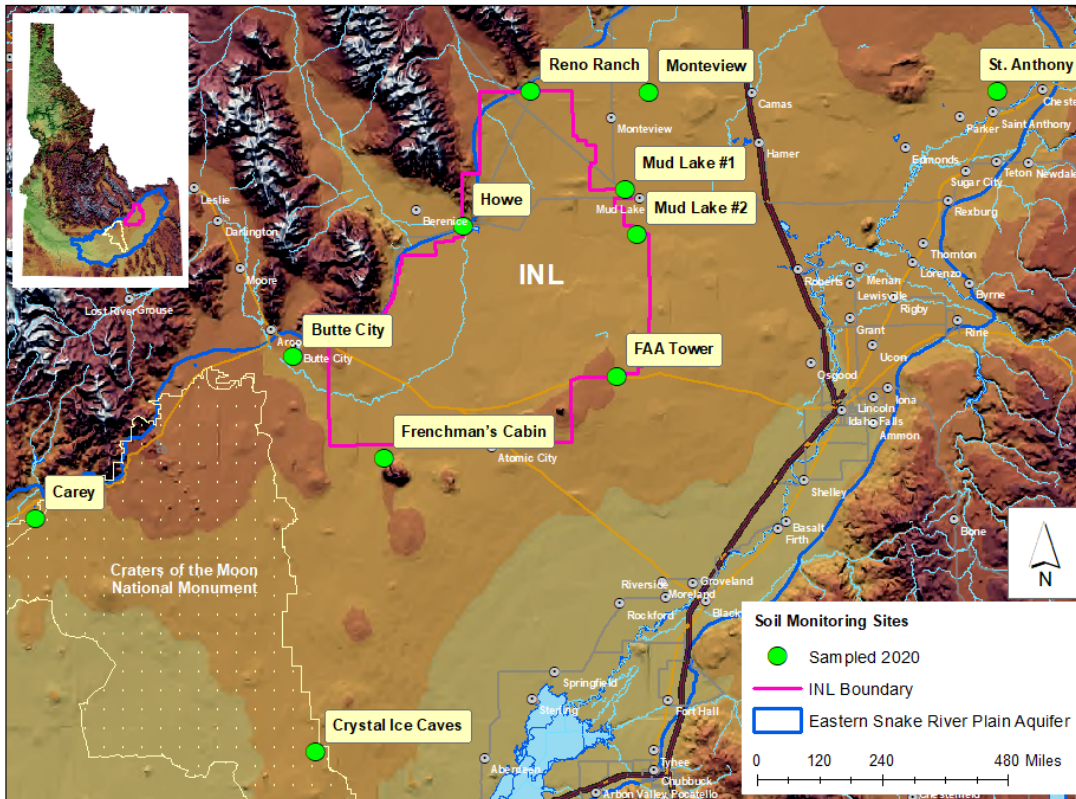 Reno Ranch
Monteview
St. Anthony
Camas
Cheste
Monteview
Parker
Saint Anthony
Hamer
Edmonds
Mud Lake #1
Teton
Newdale
Leslie
Howe
Sugar City
Mud Lake
Mud Lake #2
Berenice
Rexburg
Darlington
Thornton
INL
Moore
Lorenzo
Roberts
Menan
Lewisville
Byrne
Lost River
Grouse
Rigby
Butte City
Grant
Ririe
Arco
Butte City
FAA Tower
Ucon
Osgood
Iona
Lincoln
Idaho Falls
Ammon
Frenchman's Cabin
Atomic City
Carey
Shelley
Basalt
Firth
Bone
Craters of the Moon
National Monument
N
Riverside
Groveland
Moreland
Rockford
Black
Soil Monitoring Sites
Sampled 2020
INL Boundary
Eastern Snake River Plain Aquifer
0 120 240 480 Miles
Springfield
Sterling
Fort Hall
Crystal Ice Caves
Tyhee
Aberdeen
Chubbuck
Arbon Valley, Pocatello